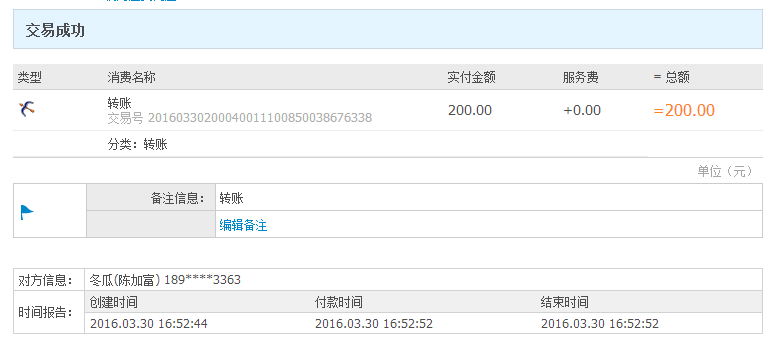 交易成功
类型 消费名称 实付金额 服务费 = 总额
转账
交易号 20160330200040011100850038676338
200.00 +0.00 =200.00
分类：转账
单位（元）
备注信息： 转账
编辑备注
对方信息： 冬瓜(陈加富) 189****3363
时间报告： 创建时间 付款时间 结束时间
2016.03.30 16:52:44 2016.03.30 16:52:52 2016.03.30 16:52:52